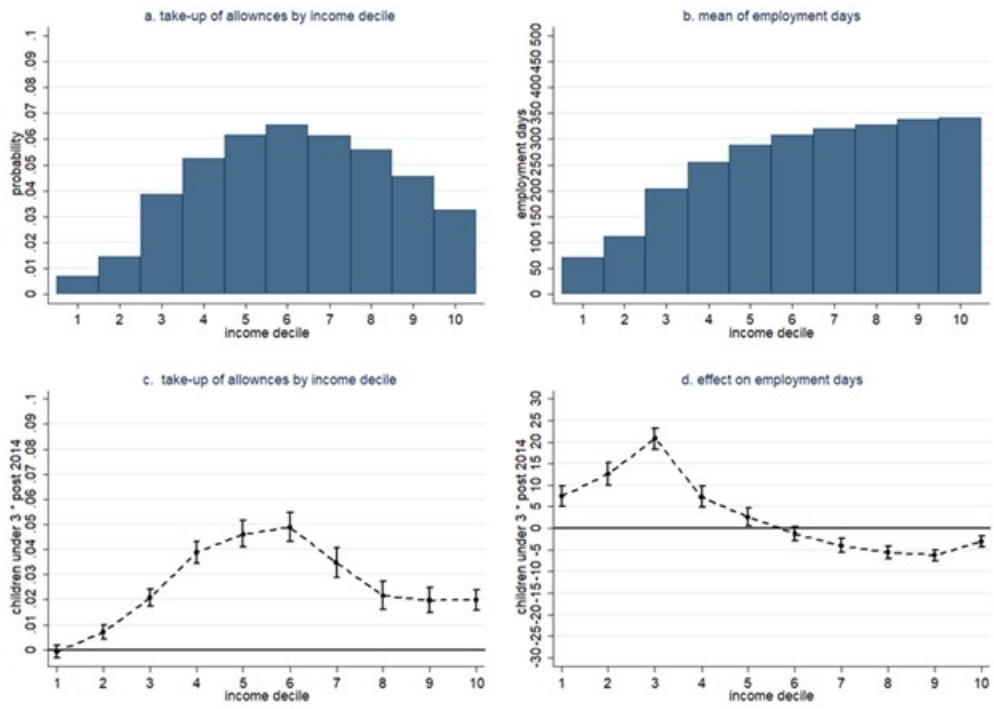 a. take-up of allownces by income decile
probability
0 .01 .02 .03 .04 .05 .06 .07 .08 .09 .1
1 2 3 4 5 6 7 8 9 10
income decile
b. mean of employment days
employment days
0 50 100 150 200 250 300 350 400 450 500
1 2 3 4 5 6 7 8 9 10
income decile
c. take-up of allownces by income decile
children under 3 * post 2014
0 .01 .02 .03 .04 .05 .06 .07 .08 .09 .1
1 2 3 4 5 6 7 8 9 10
income decile
d. effect on employment days
children under 3 * post 2014
-30 -25 -20 -15 -10 -5 0 5 10 15 20 25 30
1 2 3 4 5 6 7 8 9 10
income decile